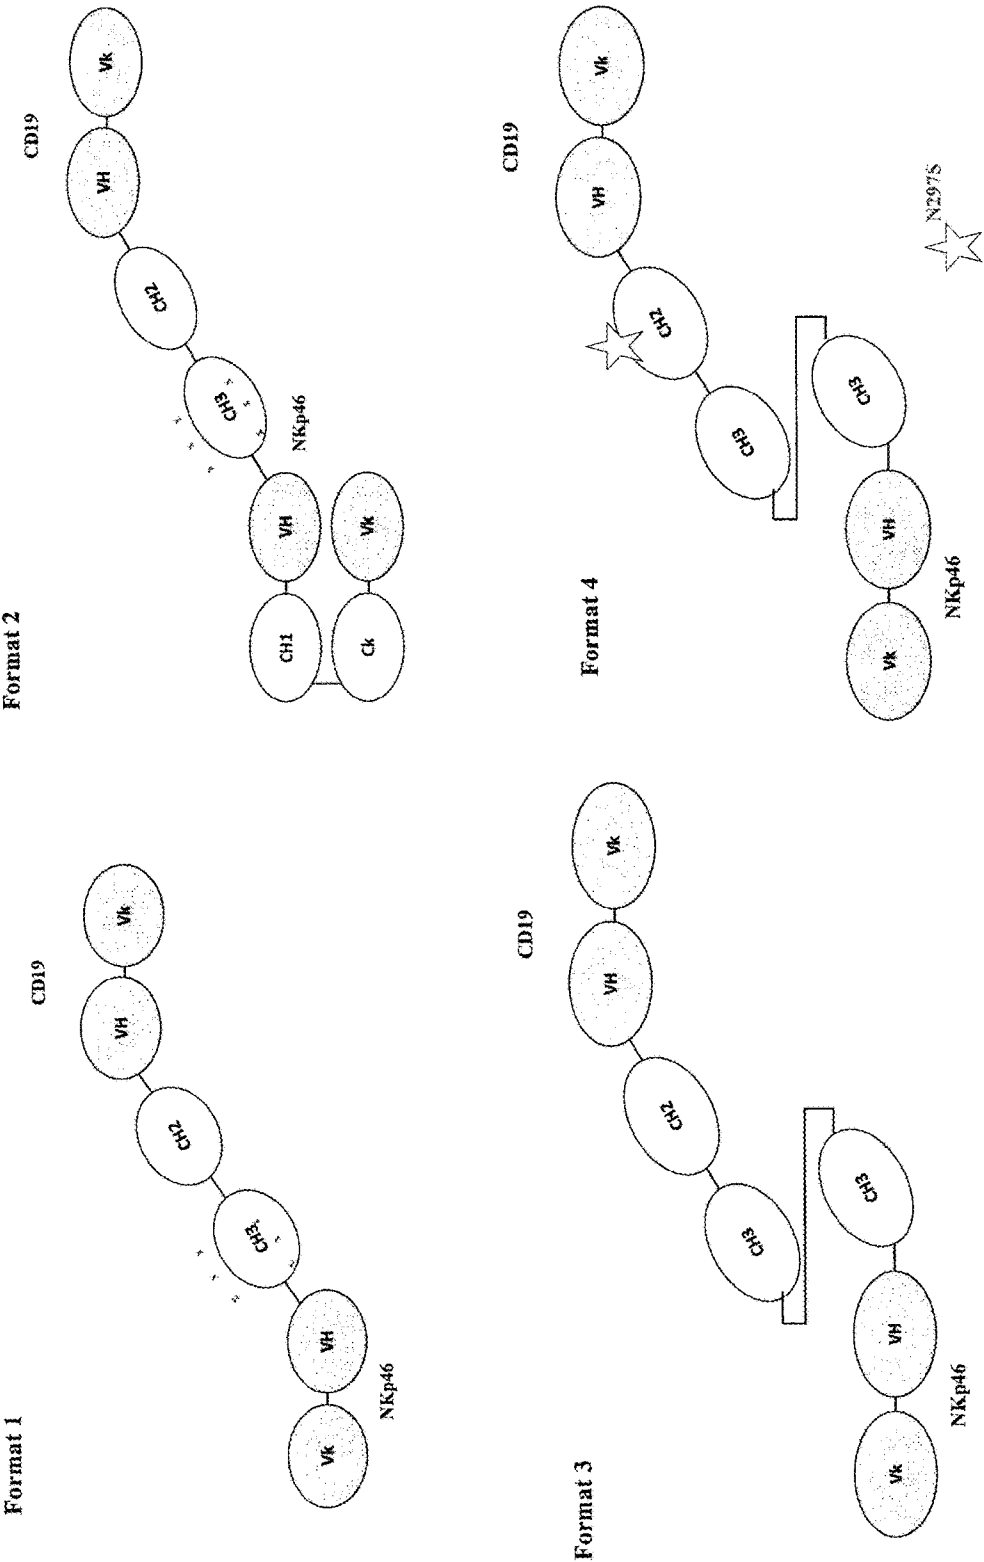 Format 1
CD19
VH
Vk
CH2
CH3
Vk
VH
NKp46
Format 2
CD19
VH
Vk
CH2
CH3
NKp46
CH1
VH
Ck
Vk
Format 3
CD19
VH
Vk
CH2
CH3
CH3
Vk
VH
NKp46
Format 4
CD19
VH
Vk
CH2
CH3
CH3
Vk
VH
NKp46
N297S